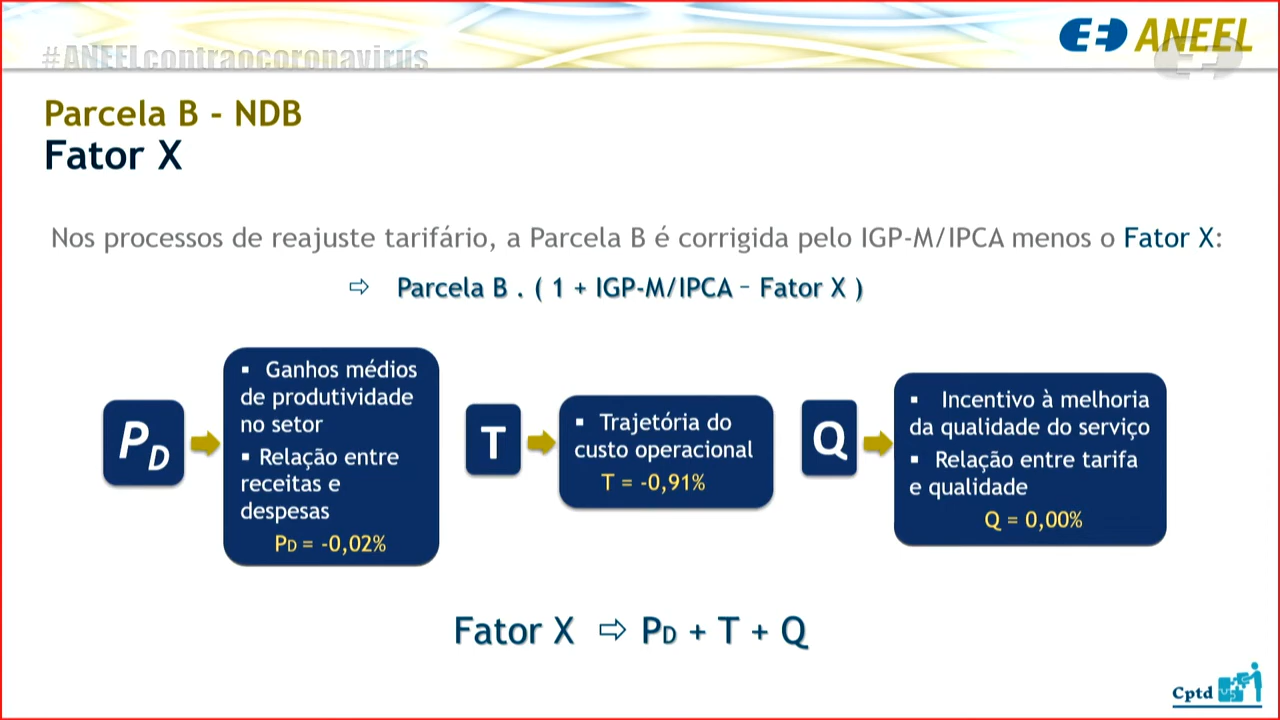 #ANEELcontraocoronavirus
ANEEL
Parcela B - NDB
Fator X
Nos processos de reajuste tarifário, a Parcela B é corrigida pelo IGP-M/IPCA menos o Fator X:
⇨ Parcela B . ( 1 + IGP-M/IPCA – Fator X )
PD
▪ Ganhos médios
de produtividade
no setor
▪ Relação entre
receitas e
despesas
PD = -0,02%
T
▪ Trajetória do
custo operacional
T = -0,91%
Q
▪ Incentivo à melhoria
da qualidade do serviço
▪ Relação entre tarifa
e qualidade
Q = 0,00%
Fator X ⇨ PD + T + Q
Cptd